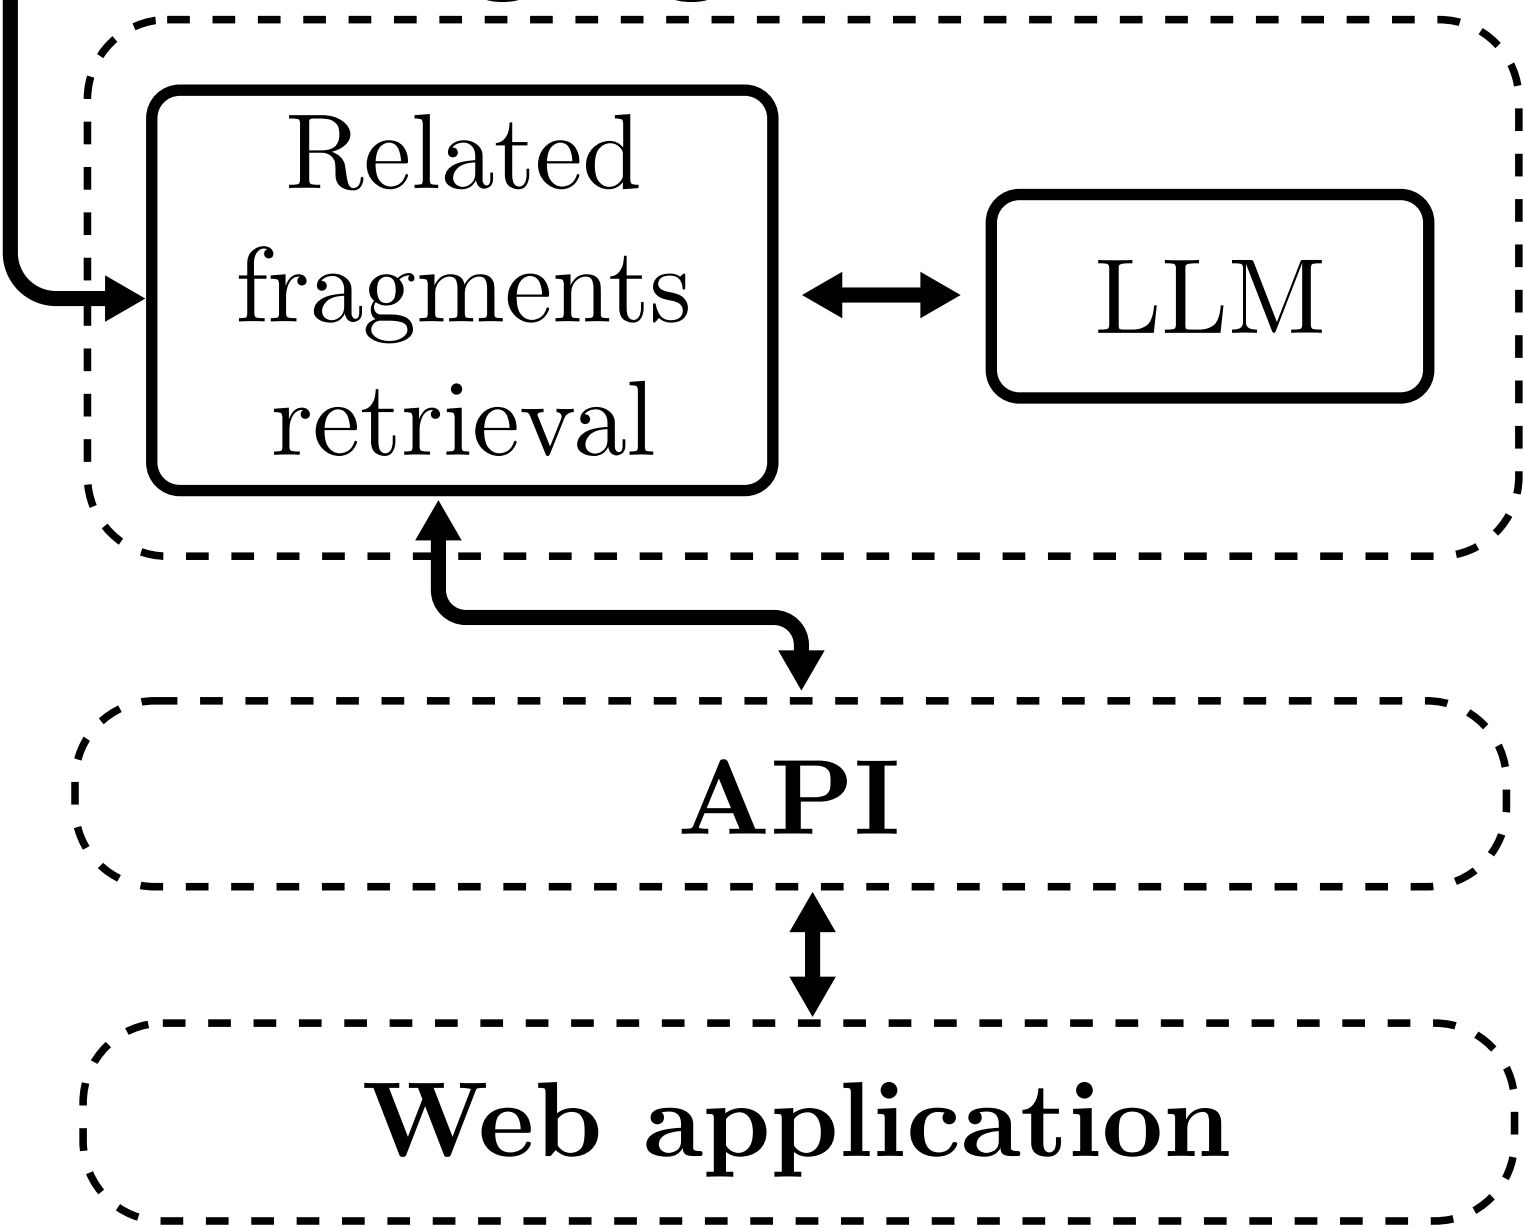 Related
fragments
retrieval
LLM
API
Web application